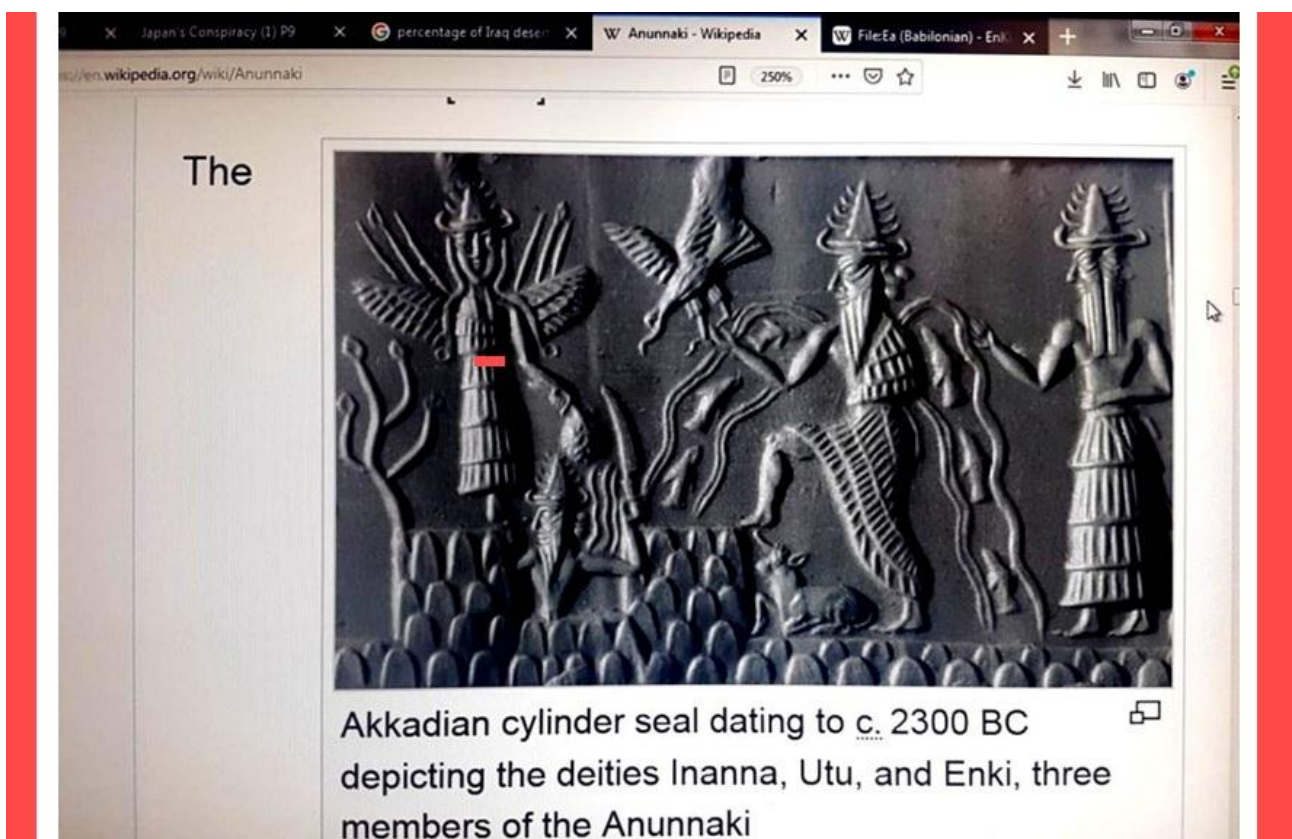 Japan's Conspiracy (1) P9
percentage of Iraq deser
W Anunnaki - Wikipedia
W File:Ea (Babilonian) - EnK
s://en.wikipedia.org/wiki/Anunnaki
250%
The
Akkadian cylinder seal dating to c. 2300 BC
depicting the deities Inanna, Utu, and Enki, three
members of the Anunnaki